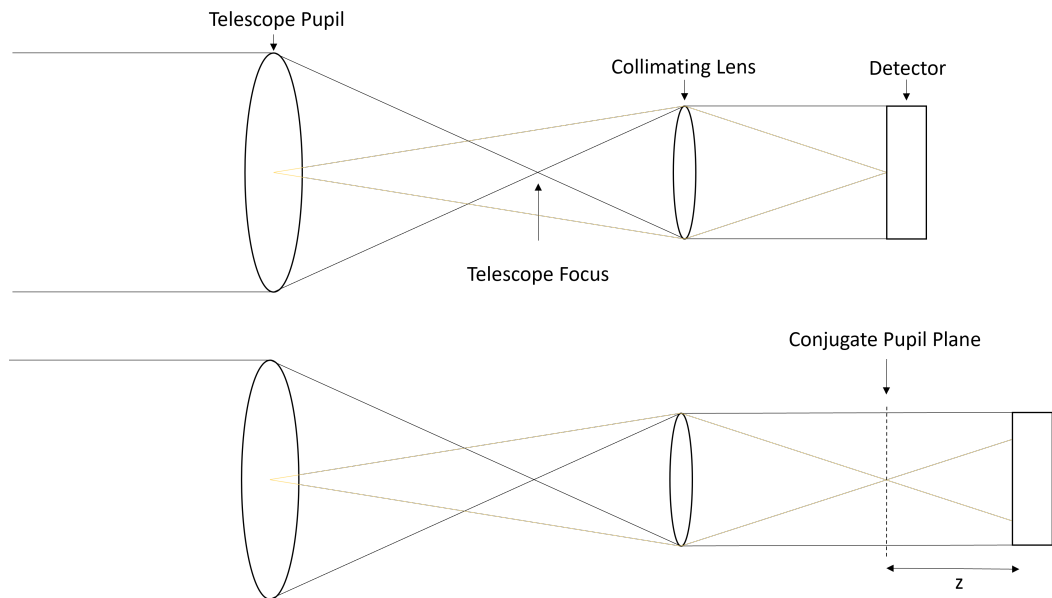 Telescope Pupil
Collimating Lens
Detector
Telescope Focus
Conjugate Pupil Plane
z